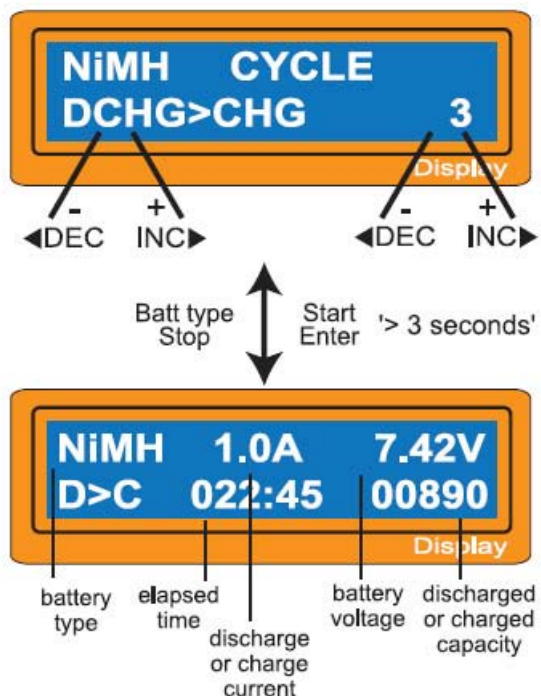 NiMH CYCLE
DCHG>CHG 3
Display
- + - +
◀DEC INC▶ ◀DEC INC▶
Batt type Start
Stop Enter '> 3 seconds'
NiMH 1.0A 7.42V
D>C 022:45 00890
Display
battery elapsed battery discharged
type time voltage or charged
discharge capacity
or charge
current